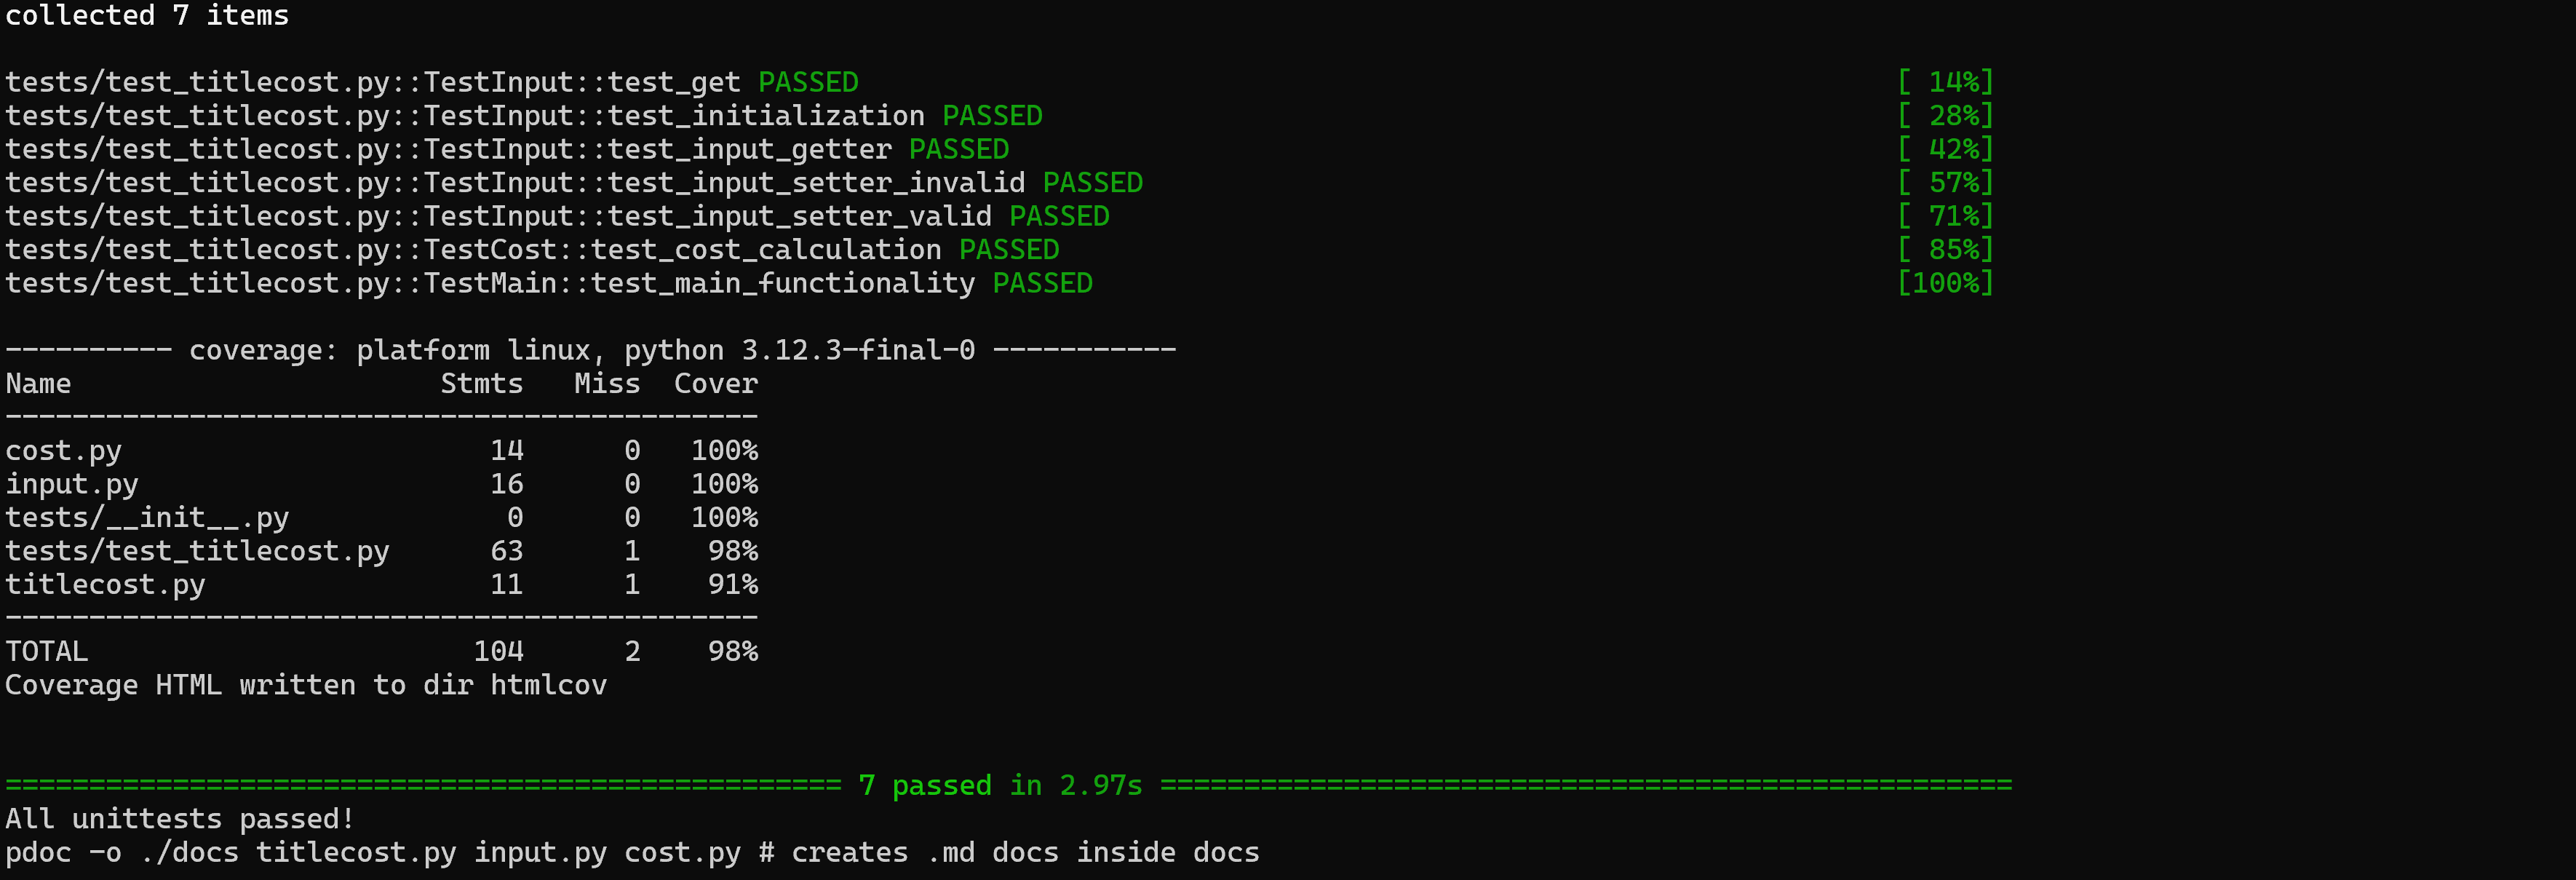 collected 7 items
tests/test_titlecost.py::TestInput::test_get PASSED [ 14%]
tests/test_titlecost.py::TestInput::test_initialization PASSED [ 28%]
tests/test_titlecost.py::TestInput::test_input_getter PASSED [ 42%]
tests/test_titlecost.py::TestInput::test_input_setter_invalid PASSED [ 57%]
tests/test_titlecost.py::TestInput::test_input_setter_valid PASSED [ 71%]
tests/test_titlecost.py::TestCost::test_cost_calculation PASSED [ 85%]
tests/test_titlecost.py::TestMain::test_main_functionality PASSED [100%]
---------- coverage: platform linux, python 3.12.3-final-0 -----------
Name Stmts Miss Cover
---------------------------------------------
cost.py 14 0 100%
input.py 16 0 100%
tests/__init__.py 0 0 100%
tests/test_titlecost.py 63 1 98%
titlecost.py 11 1 91%
---------------------------------------------
TOTAL 104 2 98%
Coverage HTML written to dir htmlcov
================================================== 7 passed in 2.97s ===================================================
All unittests passed!
pdoc -o ./docs titlecost.py input.py cost.py # creates .md docs inside docs